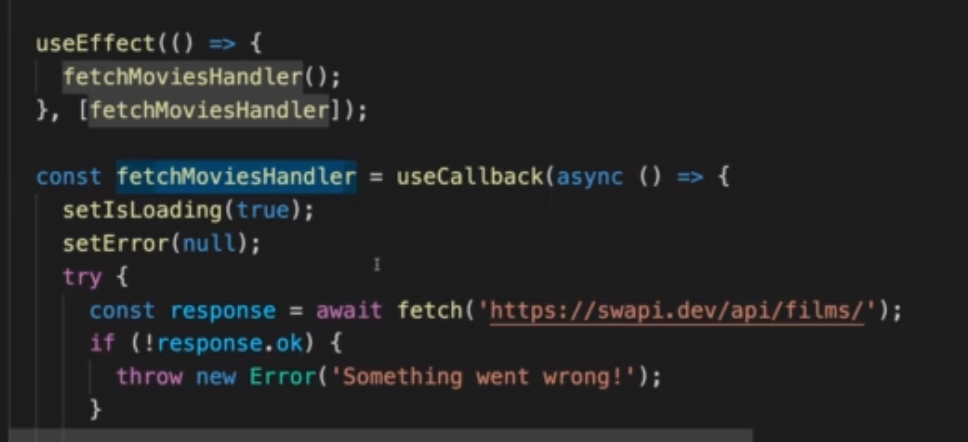 useEffect(() => {
  fetchMoviesHandler();
}, [fetchMoviesHandler]);
const fetchMoviesHandler = useCallback(async () => {
  setIsLoading(true);
  setError(null);
  try {
    const response = await fetch('https://swapi.dev/api/films/');
    if (!response.ok) {
      throw new Error('Something went wrong!');
    }